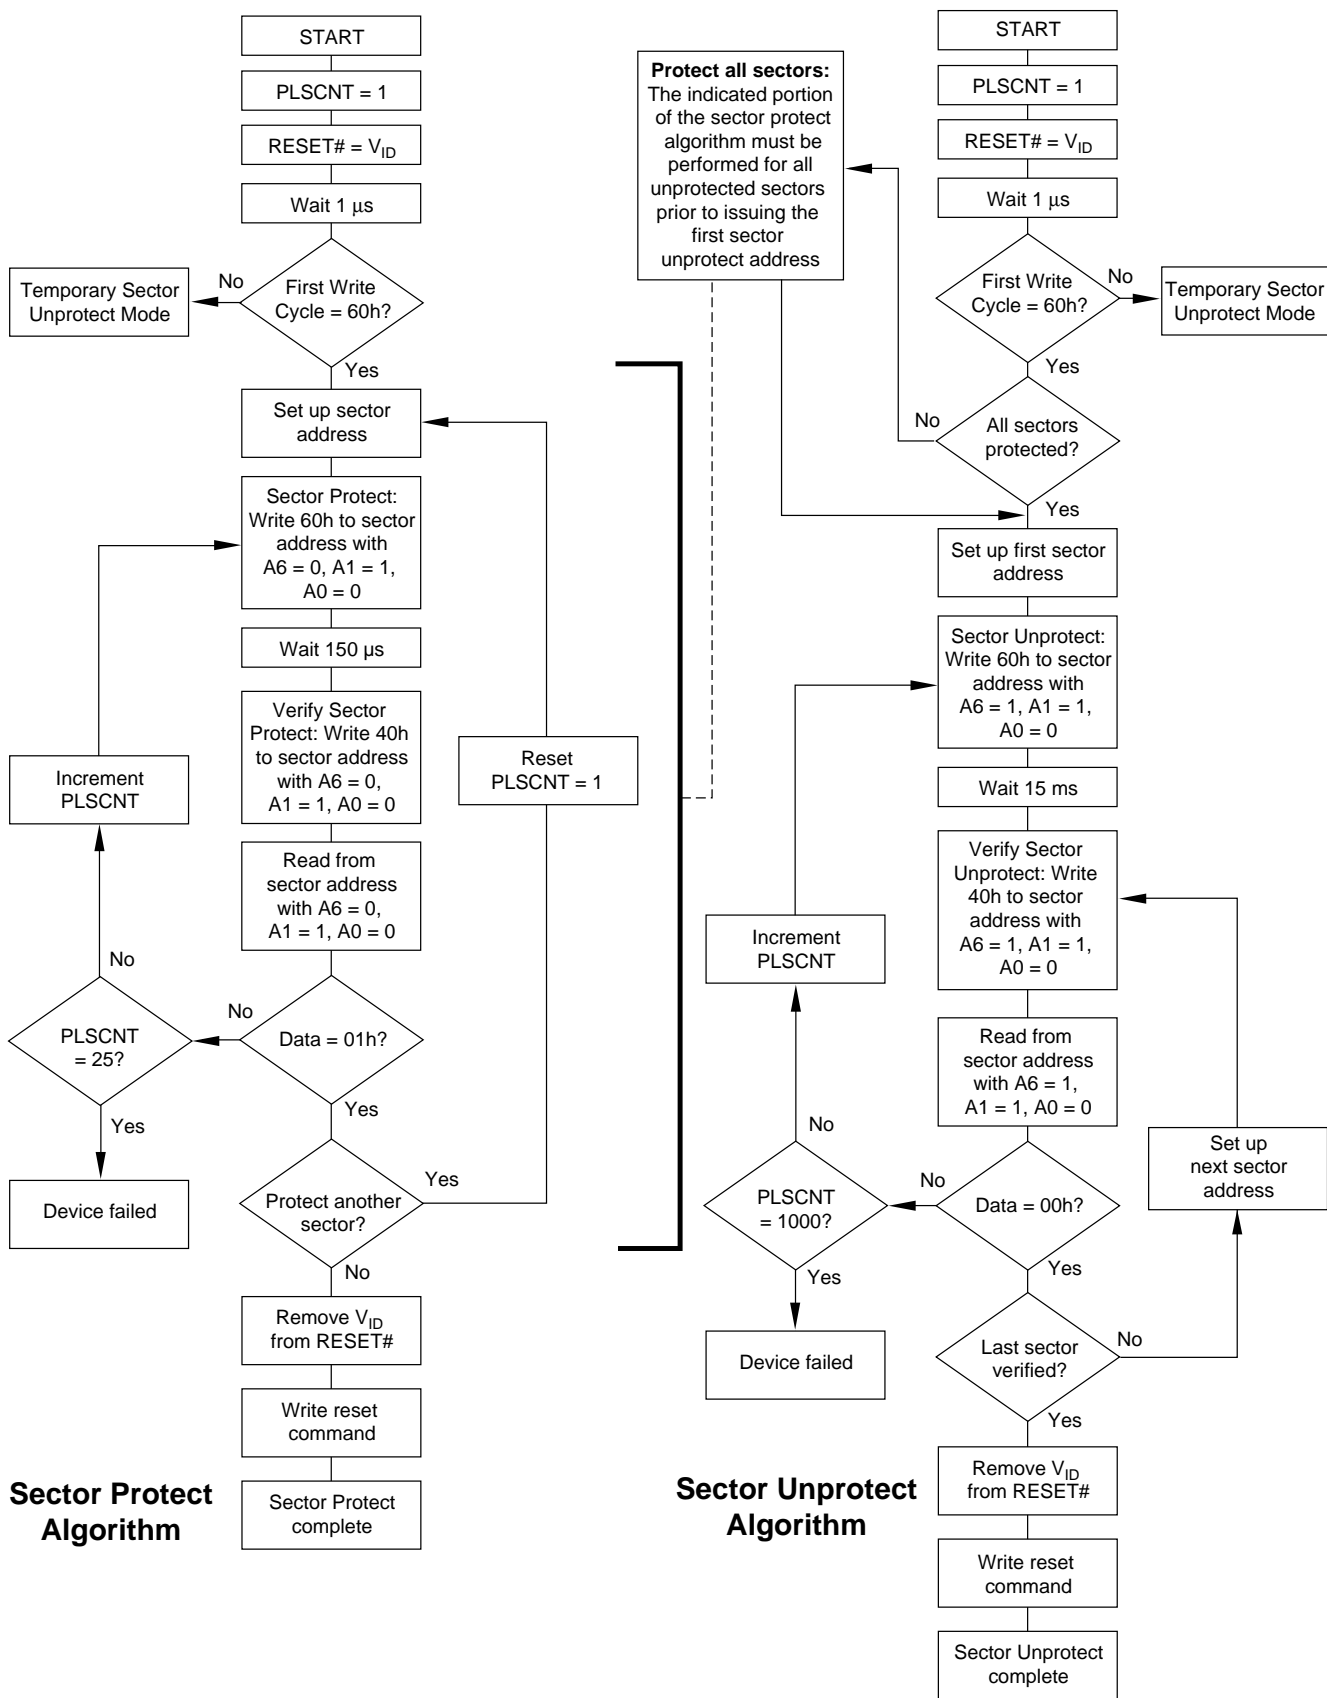 START
PLSCNT = 1
RESET# = VID
Wait 1 μs
No
First Write
Cycle = 60h?
Temporary Sector
Unprotect Mode
Yes
Set up sector
address
Sector Protect:
Write 60h to sector
address with
A6 = 0, A1 = 1,
A0 = 0
Wait 150 µs
Verify Sector
Protect: Write 40h
to sector address
with A6 = 0,
A1 = 1, A0 = 0
Reset
PLSCNT = 1
Increment
PLSCNT
Read from
sector address
with A6 = 0,
A1 = 1, A0 = 0
No
No
PLSCNT
= 25?
Data = 01h?
Yes
Yes
Device failed
Protect another
sector?
Yes
No
Remove VID
from RESET#
Write reset
command
Sector Protect
complete
Sector Protect
Algorithm
Protect all sectors:
The indicated portion
of the sector protect
algorithm must be
performed for all
unprotected sectors
prior to issuing the
first sector
unprotect address
START
PLSCNT = 1
RESET# = VID
Wait 1 μs
First Write
Cycle = 60h?
No
Temporary Sector
Unprotect Mode
Yes
No
All sectors
protected?
Yes
Set up first sector
address
Sector Unprotect:
Write 60h to sector
address with
A6 = 1, A1 = 1,
A0 = 0
Wait 15 ms
Verify Sector
Unprotect: Write
40h to sector
address with
A6 = 1, A1 = 1,
A0 = 0
Increment
PLSCNT
Read from
sector address
with A6 = 1,
A1 = 1, A0 = 0
No
Set up
next sector
address
No
PLSCNT
= 1000?
Data = 00h?
Yes
Yes
Device failed
Last sector
verified?
No
Yes
Remove VID
from RESET#
Write reset
command
Sector Unprotect
complete
Sector Unprotect
Algorithm